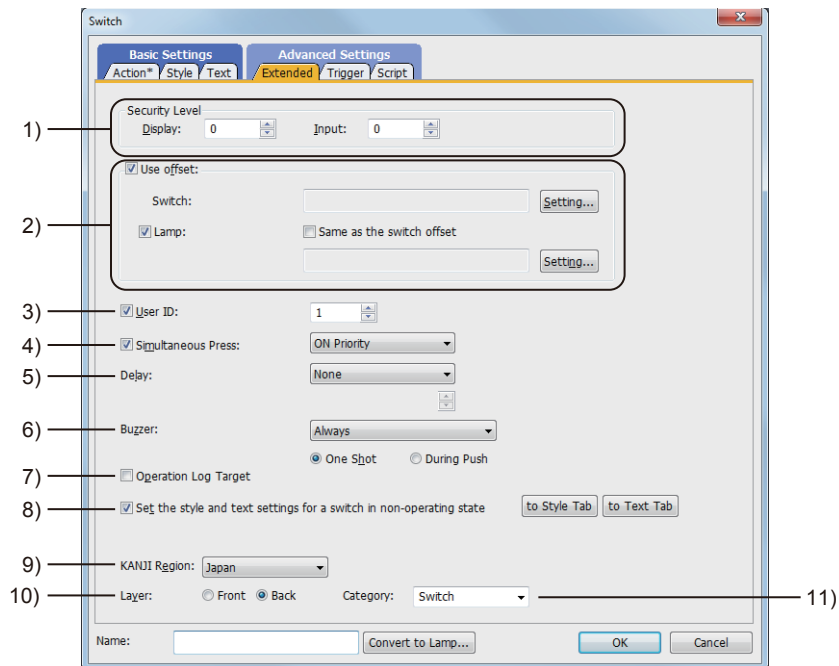 Switch
Basic Settings Advanced Settings
Action* Style Text Extended Trigger Script
Security Level
1) Display: 0 Input: 0
Use offset:
Switch: Setting...
2) Lamp: Same as the switch offset
Setting...
3) User ID: 1
4) Simultaneous Press: ON Priority
5) Delay: None
6) Buzzer: Always
One Shot During Push
7) Operation Log Target
8) Set the style and text settings for a switch in non-operating state to Style Tab to Text Tab
9) KANJI Region: Japan
10) Layer: Front Back Category: Switch 11)
Name: Convert to Lamp... OK Cancel